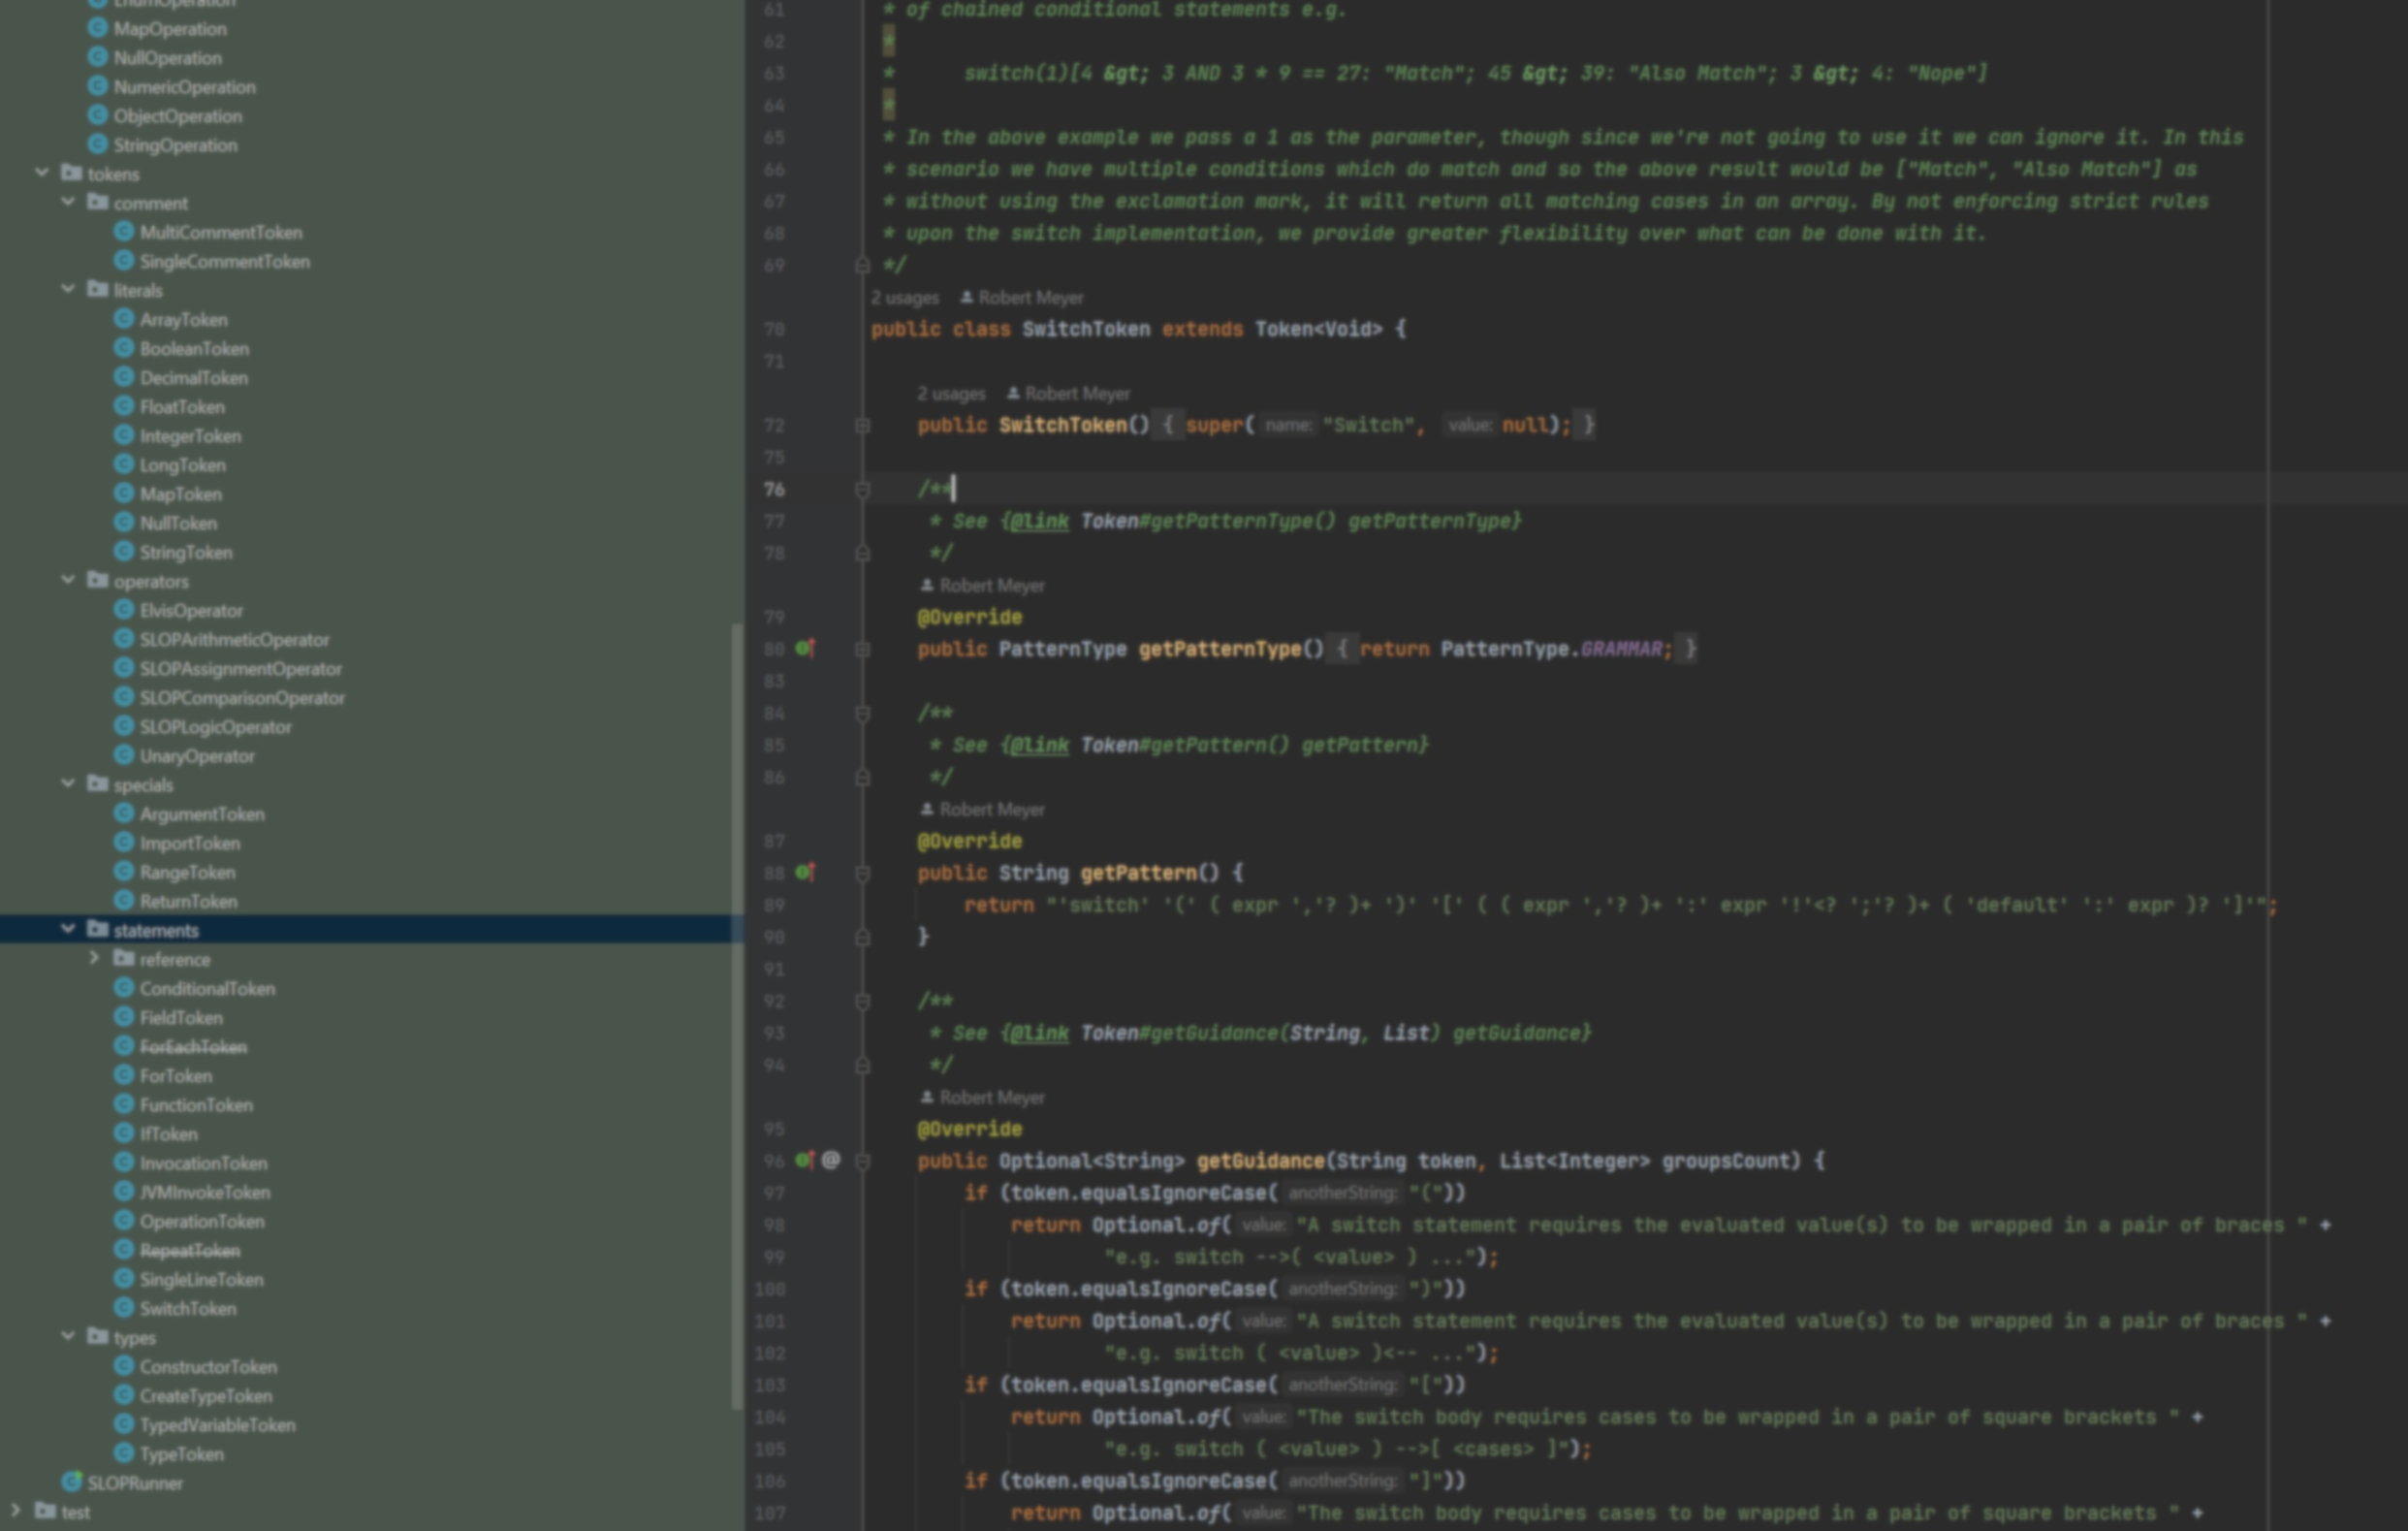 EnumOperation
MapOperation
NullOperation
NumericOperation
ObjectOperation
StringOperation
tokens
comment
MultiCommentToken
SingleCommentToken
literals
ArrayToken
BooleanToken
DecimalToken
FloatToken
IntegerToken
LongToken
MapToken
NullToken
StringToken
operators
ElvisOperator
SLOPArithmeticOperator
SLOPAssignmentOperator
SLOPComparisonOperator
SLOPLogicOperator
UnaryOperator
specials
ArgumentToken
ImportToken
RangeToken
ReturnToken
statements
reference
ConditionalToken
FieldToken
ForEachToken
ForToken
FunctionToken
IfToken
InvocationToken
JVMInvokeToken
OperationToken
RepeatToken
SingleLineToken
SwitchToken
types
ConstructorToken
CreateTypeToken
TypedVariableToken
TypeToken
SLOPRunner
test
61 * of chained conditional statements e.g.
62 *
63 * switch(1)[4 &gt; 3 AND 3 * 9 == 27: "Match"; 45 &gt; 39: "Also Match"; 3 &gt; 4: "Nope"]
64 *
65 * In the above example we pass a 1 as the parameter, though since we're not going to use it we can ignore it. In this
66 * scenario we have multiple conditions which do match and so the above result would be ["Match", "Also Match"] as
67 * without using the exclamation mark, it will return all matching cases in an array. By not enforcing strict rules
68 * upon the switch implementation, we provide greater flexibility over what can be done with it.
69 */
2 usages Robert Meyer
70 public class SwitchToken extends Token<Void> {
71
2 usages Robert Meyer
72 public SwitchToken() { super( name: "Switch", value: null); }
75
76 /**
77 * See {@link Token#getPatternType() getPatternType}
78 */
Robert Meyer
79 @Override
80 public PatternType getPatternType() { return PatternType.GRAMMAR; }
83
84 /**
85 * See {@link Token#getPattern() getPattern}
86 */
Robert Meyer
87 @Override
88 public String getPattern() {
89 return "'switch' '(' ( expr ','? )+ ')' '[' ( ( expr ','? )+ ':' expr '!'<? ';'? )+ ( 'default' ':' expr )? ']'";
90 }
91
92 /**
93 * See {@link Token#getGuidance(String, List) getGuidance}
94 */
Robert Meyer
95 @Override
96 @ public Optional<String> getGuidance(String token, List<Integer> groupsCount) {
97 if (token.equalsIgnoreCase( anotherString: "("))
98 return Optional.of( value: "A switch statement requires the evaluated value(s) to be wrapped in a pair of braces " +
99 "e.g. switch -->( <value> ) ...");
100 if (token.equalsIgnoreCase( anotherString: ")"))
101 return Optional.of( value: "A switch statement requires the evaluated value(s) to be wrapped in a pair of braces " +
102 "e.g. switch ( <value> )<-- ...");
103 if (token.equalsIgnoreCase( anotherString: "["))
104 return Optional.of( value: "The switch body requires cases to be wrapped in a pair of square brackets " +
105 "e.g. switch ( <value> ) -->[ <cases> ]");
106 if (token.equalsIgnoreCase( anotherString: "]"))
107 return Optional.of( value: "The switch body requires cases to be wrapped in a pair of square brackets " +